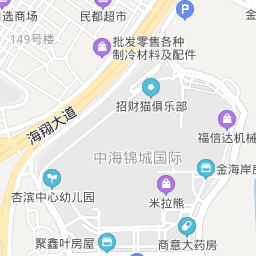 选商场
民都超市
149号楼
批发零售各种
制冷材料及配件
招财猫俱乐部
海翔大道
福信达机械
中海锦城国际
金海岸房
杏滨中心幼儿园
米拉熊
聚鑫叶房屋
商意大药房